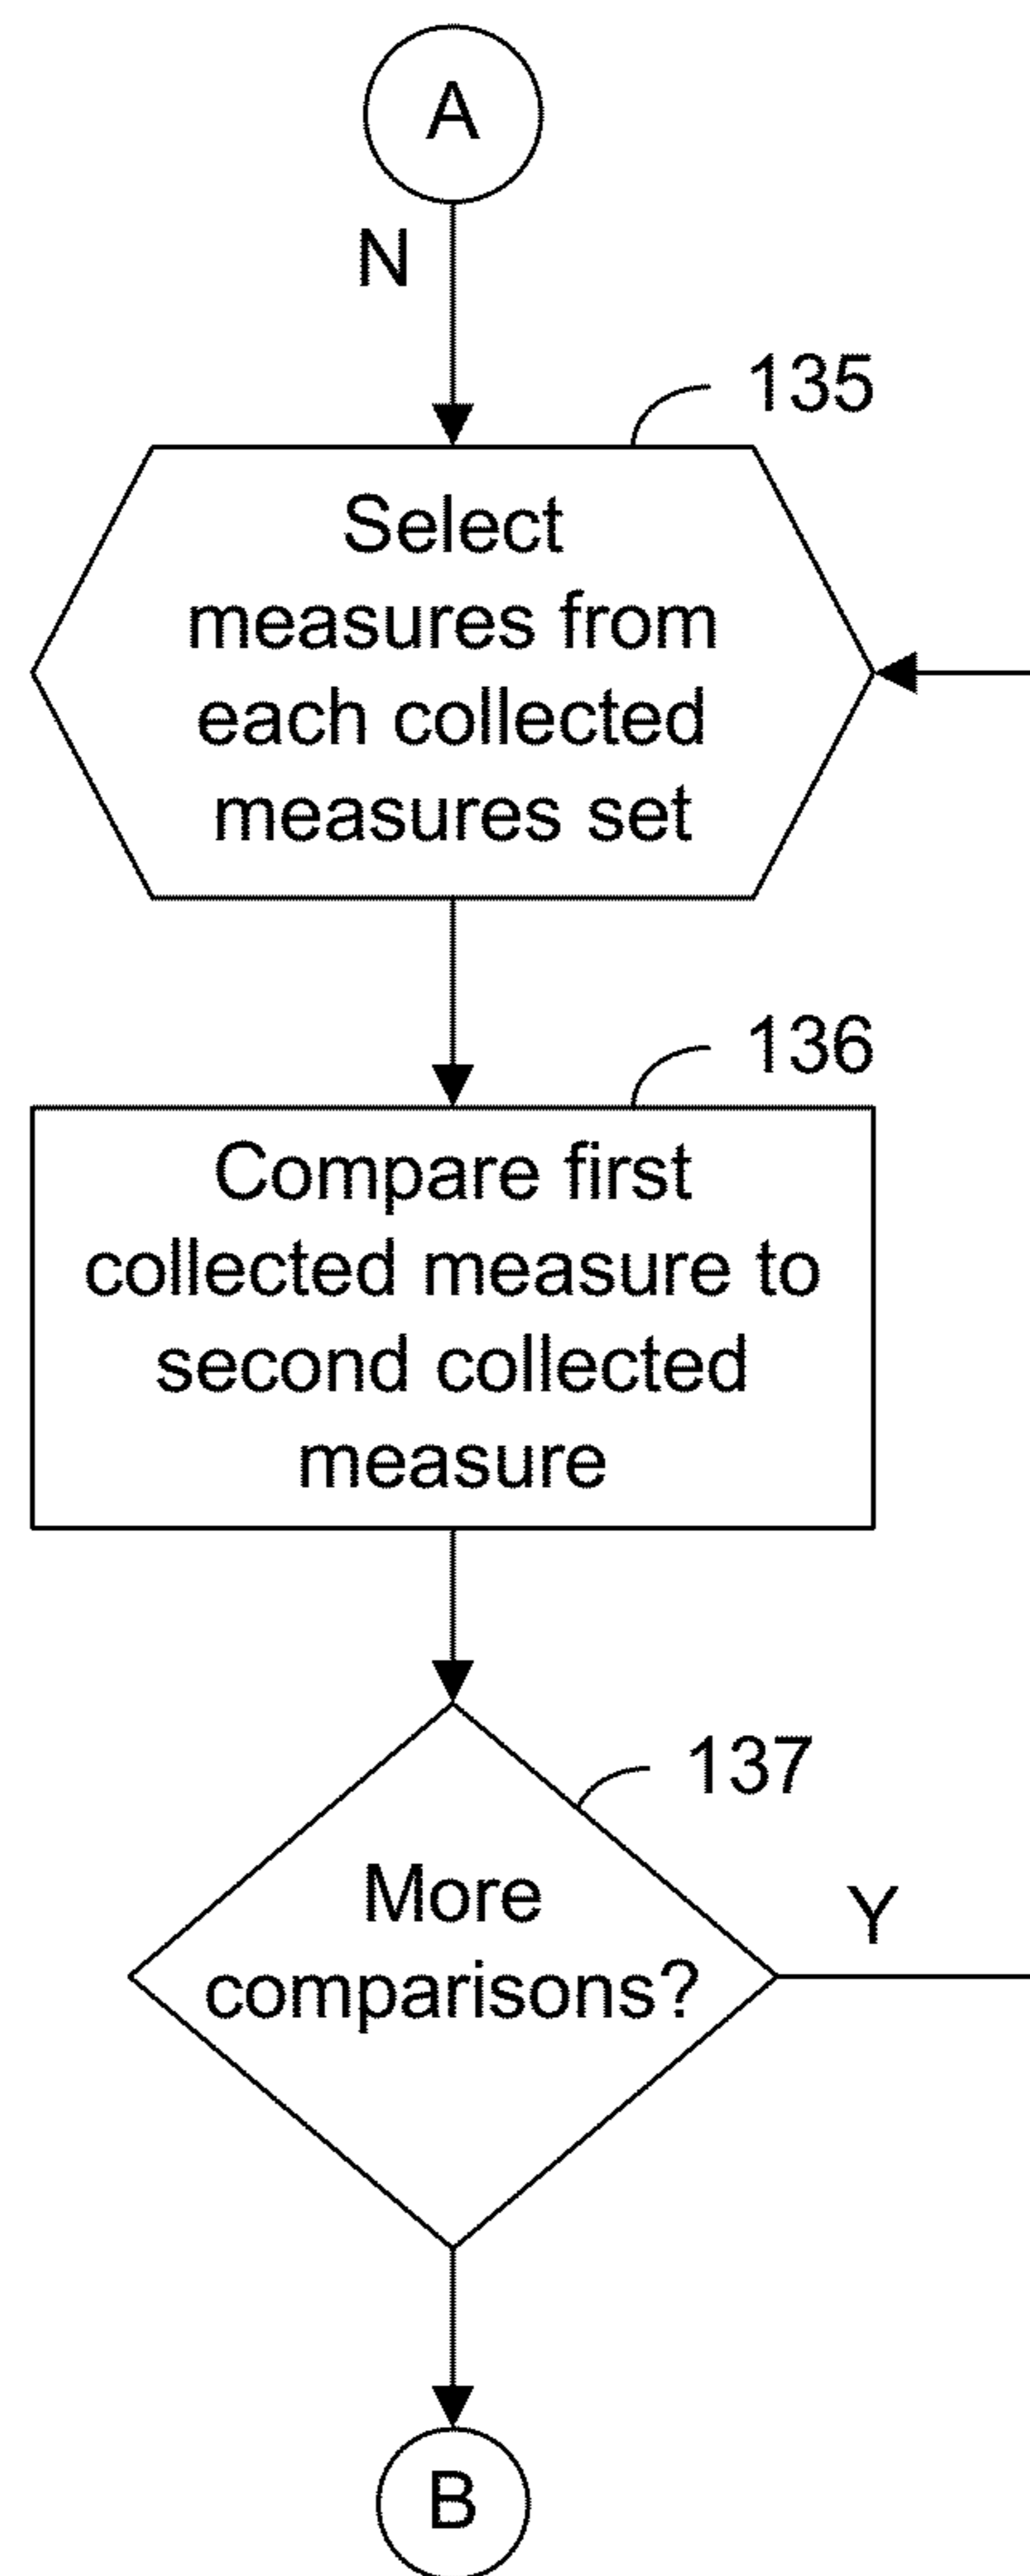 A
N
135
Select
measures from
each collected
measures set
136
Compare first
collected measure to
second collected
measure
137
More
comparisons?
Y
B